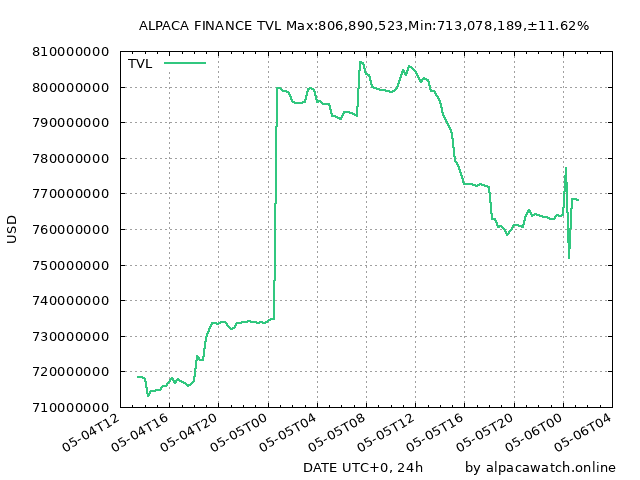 ALPACA FINANCE TVL Max:806,890,523,Min:713,078,189,±11.62%
TVL
810000000
800000000
790000000
780000000
770000000
760000000
750000000
740000000
730000000
720000000
710000000
USD
05-04T12
05-04T16
05-04T20
05-05T00
05-05T04
05-05T08
05-05T12
05-05T16
05-05T20
05-06T00
05-06T04
DATE UTC+0, 24h
by alpacawatch.online